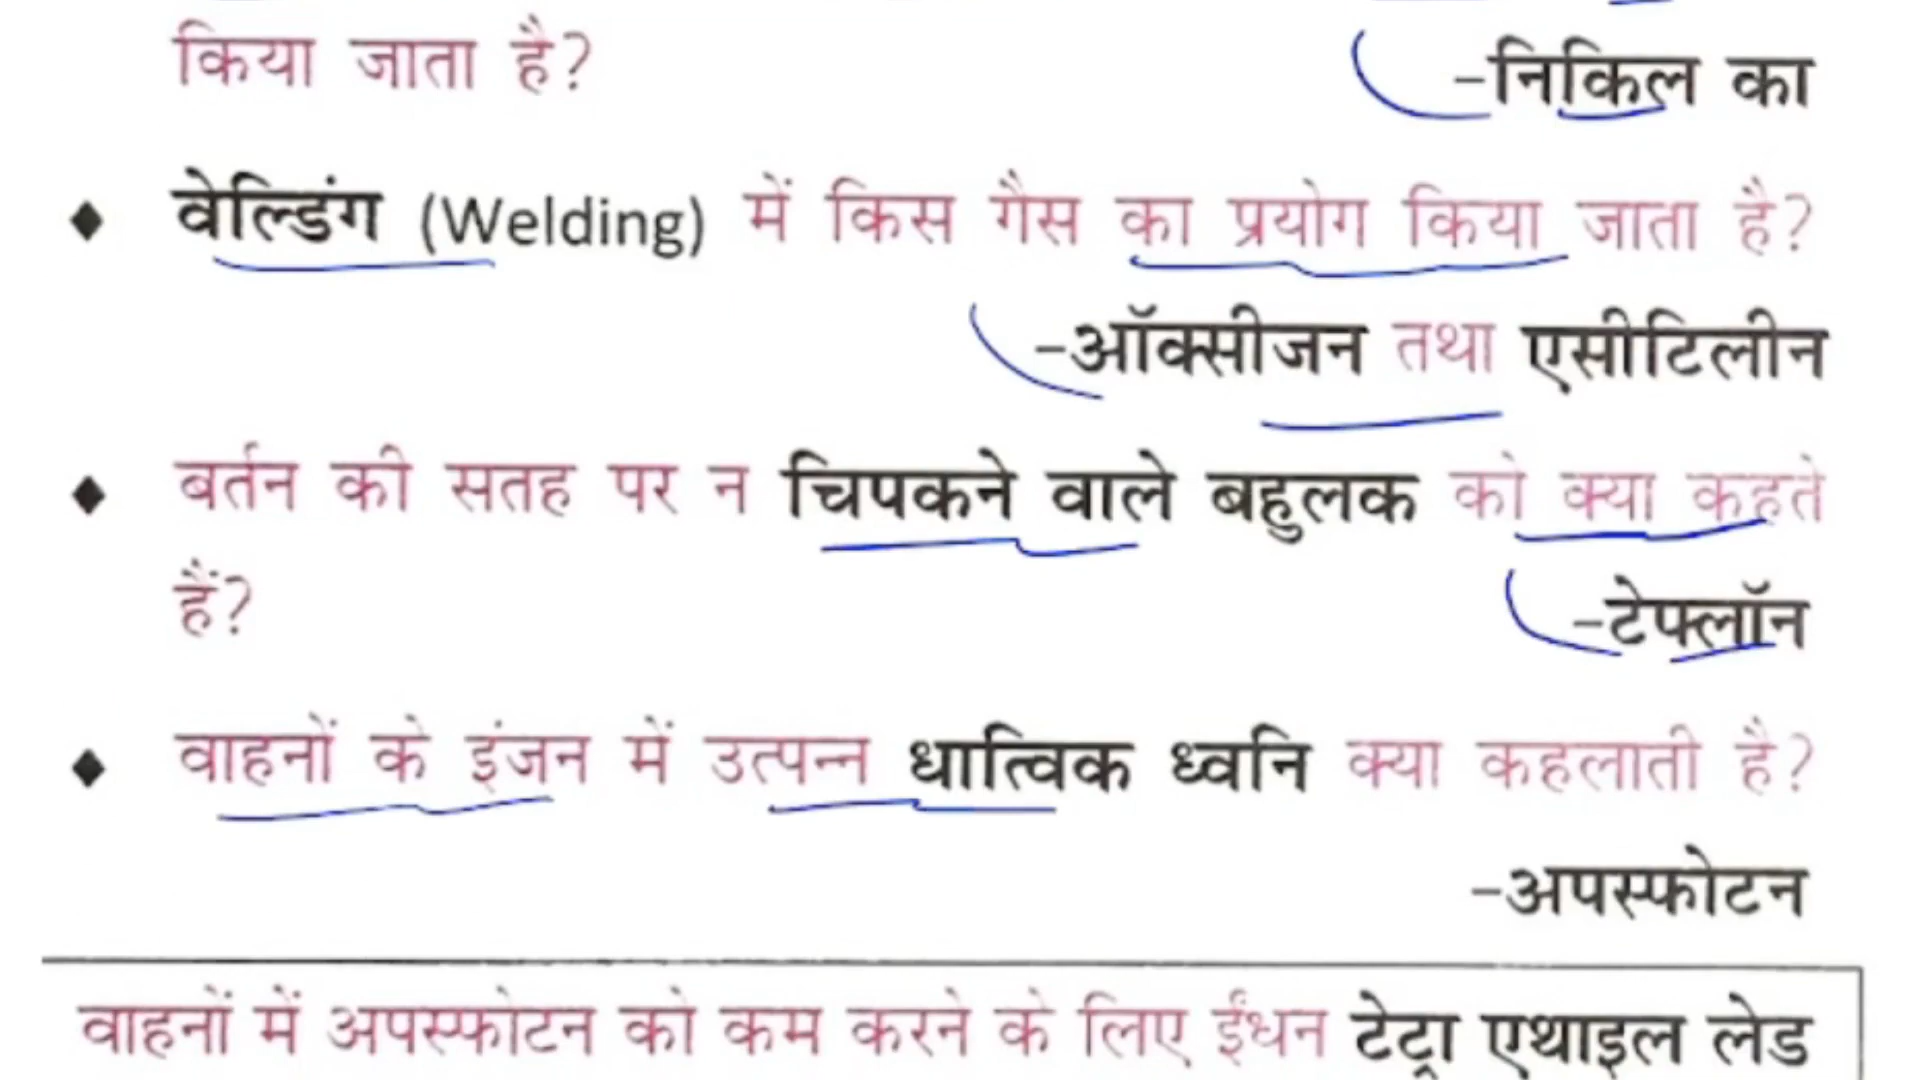 किया जाता है?
–निकिल का
♦ वेल्डिंग (Welding) में किस गैस का प्रयोग किया जाता है?
–ऑक्सीजन तथा एसीटिलीन
♦ बर्तन की सतह पर न चिपकने वाले बहुलक को क्या कहते
हैं?
–टेफ्लॉन
♦ वाहनों के इंजन में उत्पन्न धात्विक ध्वनि क्या कहलाती है?
–अपस्फोटन
वाहनों में अपस्फोटन को कम करने के लिए ईंधन टेट्रा एथाइल लेड